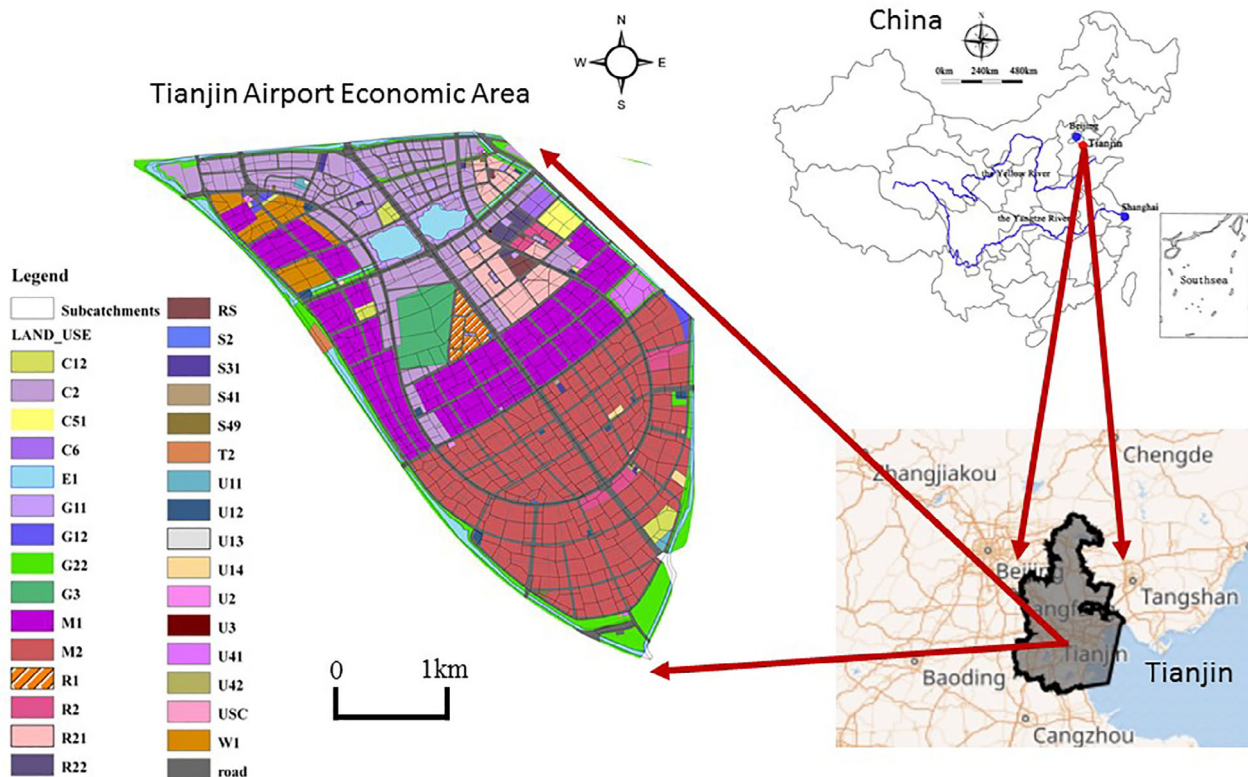 China
N
0km 240km 480km
Beijing
Tianjin
the Yellow River
the Yangtze River
Shanghai
Southsea
N
W E
S
Tianjin Airport Economic Area
Legend
Subcatchments
LAND_USE
C12
C2
C51
C6
E1
G11
G12
G22
G3
M1
M2
R1
R2
R21
R22
RS
S2
S31
S41
S49
T2
U11
U12
U13
U14
U2
U3
U41
U42
USC
W1
road
0 1km
Zhangjiakou
Chengde
Beijing
Tangshan
Tianjin
Baoding
Cangzhou
Tianjin